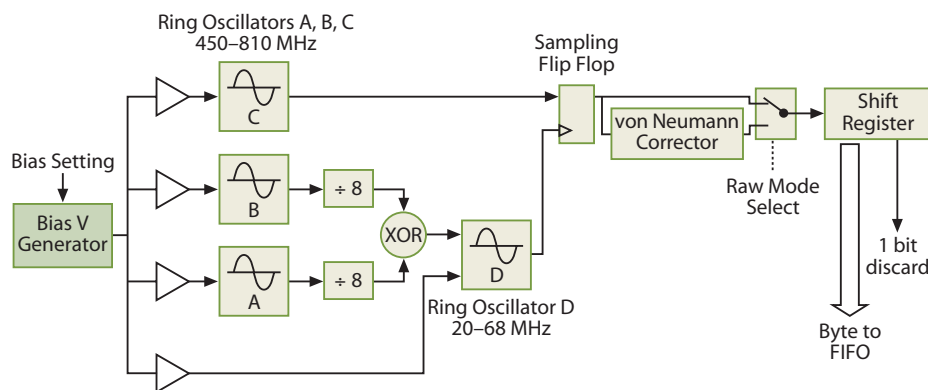 Ring Oscillators A, B, C
450–810 MHz
Sampling
Flip Flop
C
von Neumann
Corrector
Shift
Register
Bias Setting
B
÷ 8
Raw Mode
Select
Bias V
Generator
XOR
D
1 bit
discard
A
÷ 8
Ring Oscillator D
20–68 MHz
Byte to
FIFO